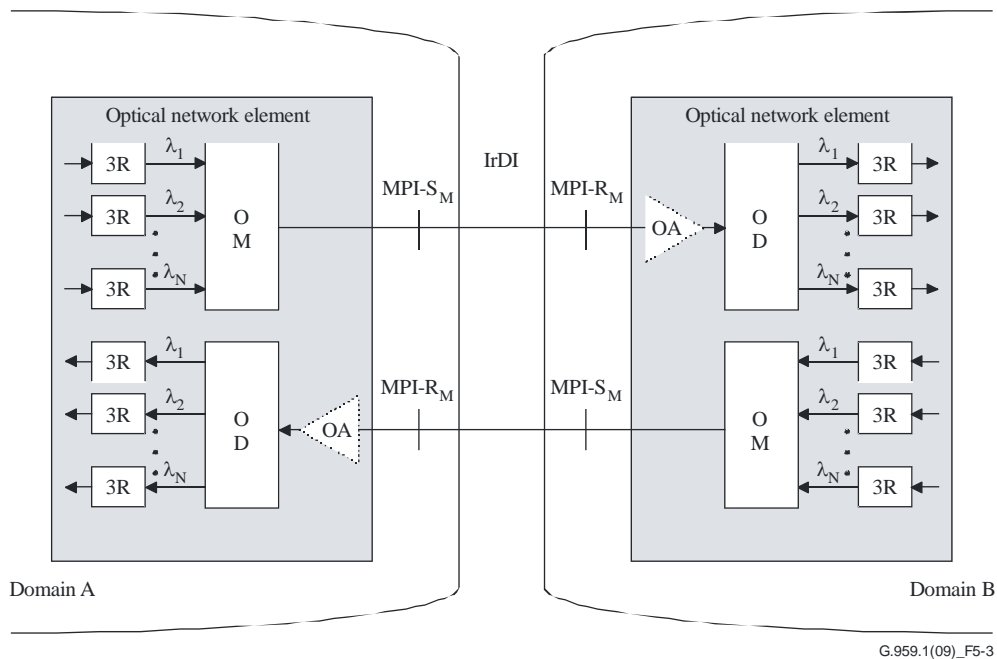 Optical network element
3R
λ1
3R
λ2
3R
λN
O
M
3R
λ1
3R
λ2
3R
λN
O
D
OA
MPI-SM
MPI-RM
IrDI
MPI-RM
MPI-SM
Optical network element
OA
O
D
λ1
3R
λ2
3R
λN
3R
O
M
λ1
3R
λ2
3R
λN
3R
Domain A
Domain B
G.959.1(09)_F5-3